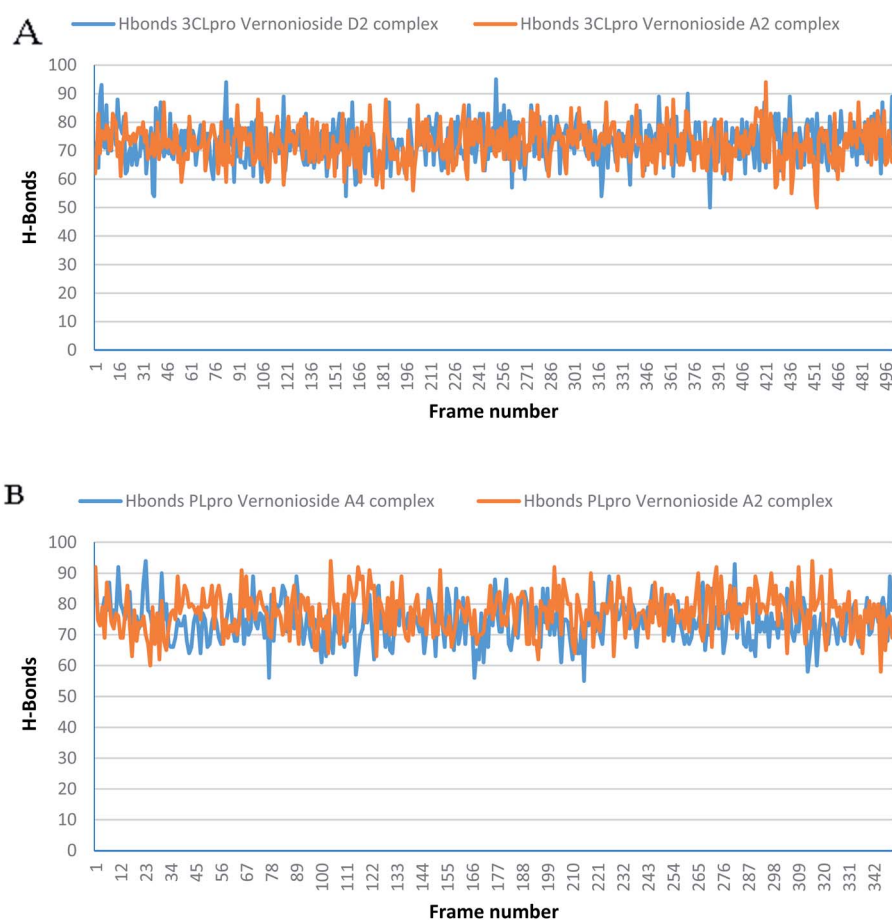 A
Hbonds 3CLpro Vernonioside D2 complex Hbonds 3CLpro Vernonioside A2 complex
100
90
80
70
60
50
40
30
20
10
0
H-Bonds
1 16 31 46 61 76 91 106 121 136 151 166 181 196 211 226 241 256 271 286 301 316 331 346 361 376 391 406 421 436 451 466 481 496
Frame number
B
Hbonds PLpro Vernonioside A4 complex Hbonds PLpro Vernonioside A2 complex
100
90
80
70
60
50
40
30
20
10
0
H-Bonds
1 12 23 34 45 56 67 78 89 100 111 122 133 144 155 166 177 188 199 210 221 232 243 254 265 276 287 298 309 320 331 342
Frame number